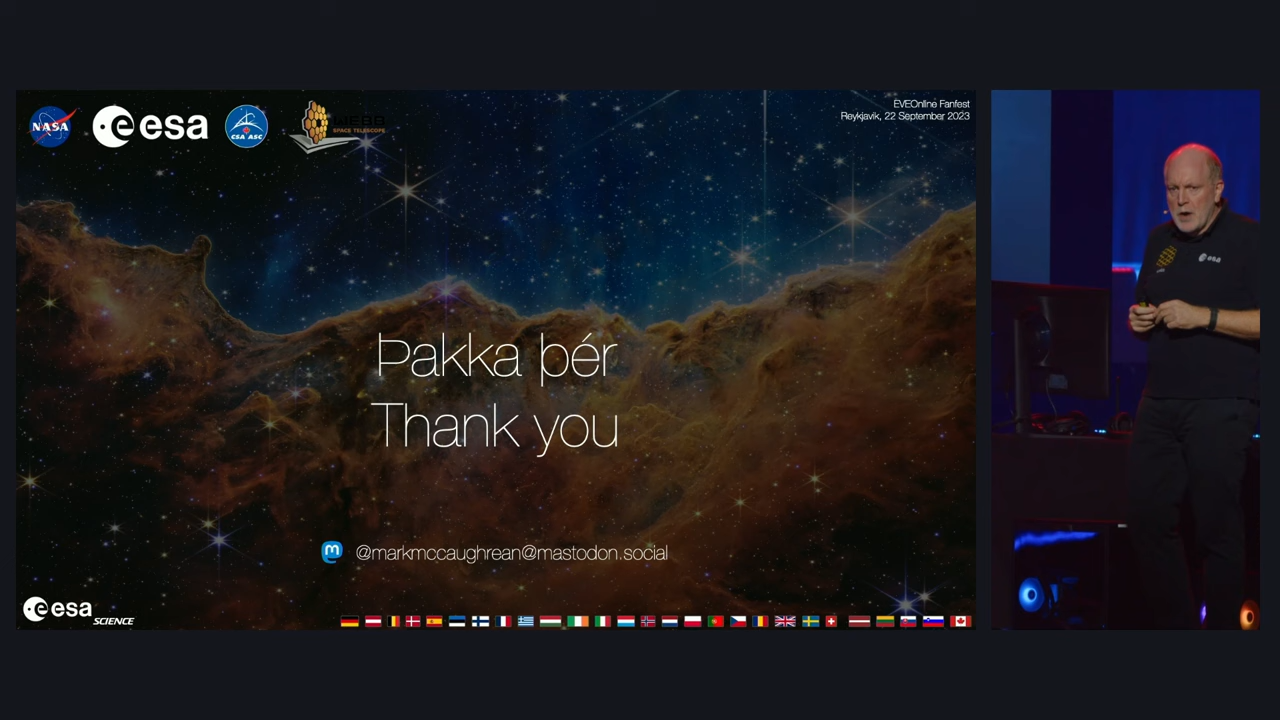 NASA
esa
CSA ASC
WEBB
SPACE TELESCOPE
EVEOnline Fanfest
Reykjavik, 22 September 2023
Þakka þér
Thank you
@markmccaughrean@mastodon.social
esa SCIENCE
esa